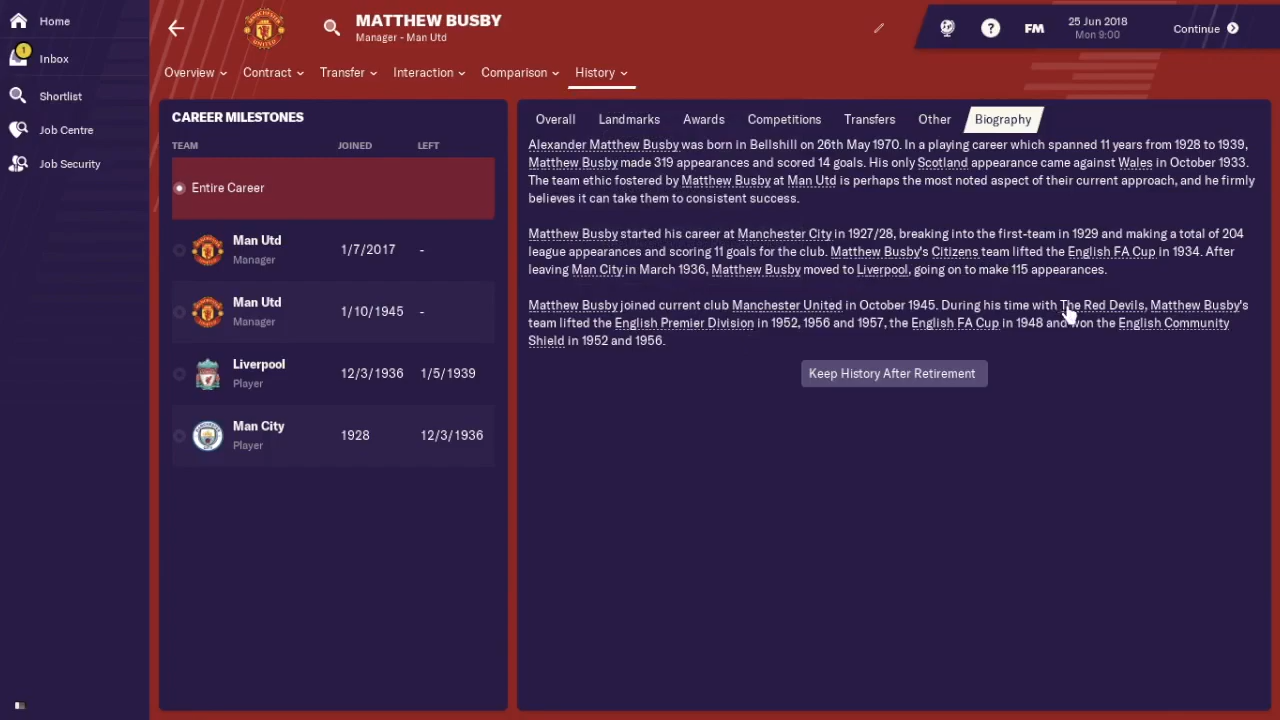 Home
1
Inbox
Shortlist
Job Centre
Job Security
MATTHEW BUSBY
Manager - Man Utd
?
FM
25 Jun 2018
Mon 9:00
Continue
Overview
Contract
Transfer
Interaction
Comparison
History
CAREER MILESTONES
TEAM JOINED LEFT
Entire Career
Man Utd
Manager
1/7/2017 -
Man Utd
Manager
1/10/1945 -
Liverpool
Player
12/3/1936 1/5/1939
Man City
Player
1928 12/3/1936
Overall Landmarks Awards Competitions Transfers Other Biography
Alexander Matthew Busby was born in Bellshill on 26th May 1970. In a playing career which spanned 11 years from 1928 to 1939,
Matthew Busby made 319 appearances and scored 14 goals. His only Scotland appearance came against Wales in October 1933.
The team ethic fostered by Matthew Busby at Man Utd is perhaps the most noted aspect of their current approach, and he firmly
believes it can take them to consistent success.
Matthew Busby started his career at Manchester City in 1927/28, breaking into the first-team in 1929 and making a total of 204
league appearances and scoring 11 goals for the club. Matthew Busby's Citizens team lifted the English FA Cup in 1934. After
leaving Man City in March 1936, Matthew Busby moved to Liverpool, going on to make 115 appearances.
Matthew Busby joined current club Manchester United in October 1945. During his time with The Red Devils, Matthew Busby's
team lifted the English Premier Division in 1952, 1956 and 1957, the English FA Cup in 1948 and won the English Community
Shield in 1952 and 1956.
Keep History After Retirement